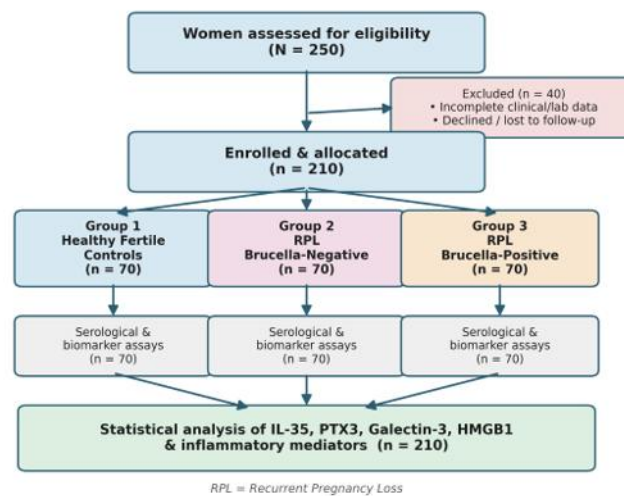 Women assessed for eligibility
(N = 250)
Excluded (n = 40)
• Incomplete clinical/lab data
• Declined / lost to follow-up
Enrolled & allocated
(n = 210)
Group 1
Healthy Fertile
Controls
(n = 70)
Group 2
RPL
Brucella-Negative
(n = 70)
Group 3
RPL
Brucella-Positive
(n = 70)
Serological &
biomarker assays
(n = 70)
Serological &
biomarker assays
(n = 70)
Serological &
biomarker assays
(n = 70)
Statistical analysis of IL-35, PTX3, Galectin-3, HMGB1
& inflammatory mediators (n = 210)
RPL = Recurrent Pregnancy Loss